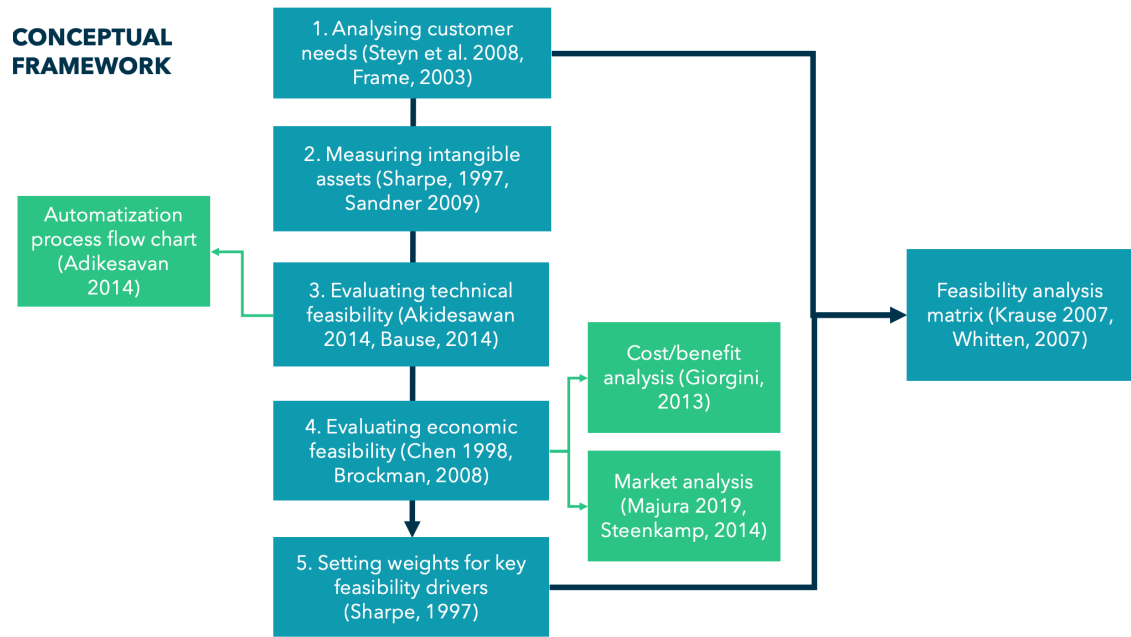 CONCEPTUAL
FRAMEWORK
1. Analysing customer
needs (Steyn et al. 2008,
Frame, 2003)
2. Measuring intangible
assets (Sharpe, 1997,
Sandner 2009)
Automatization
process flow chart
(Adikesavan
2014)
3. Evaluating technical
feasibility (Akidesawan
2014, Bause, 2014)
Feasibility analysis
matrix (Krause 2007,
Whitten, 2007)
Cost/benefit
analysis (Giorgini,
2013)
4. Evaluating economic
feasibility (Chen 1998,
Brockman, 2008)
Market analysis
(Majura 2019,
Steenkamp, 2014)
5. Setting weights for key
feasibility drivers
(Sharpe, 1997)